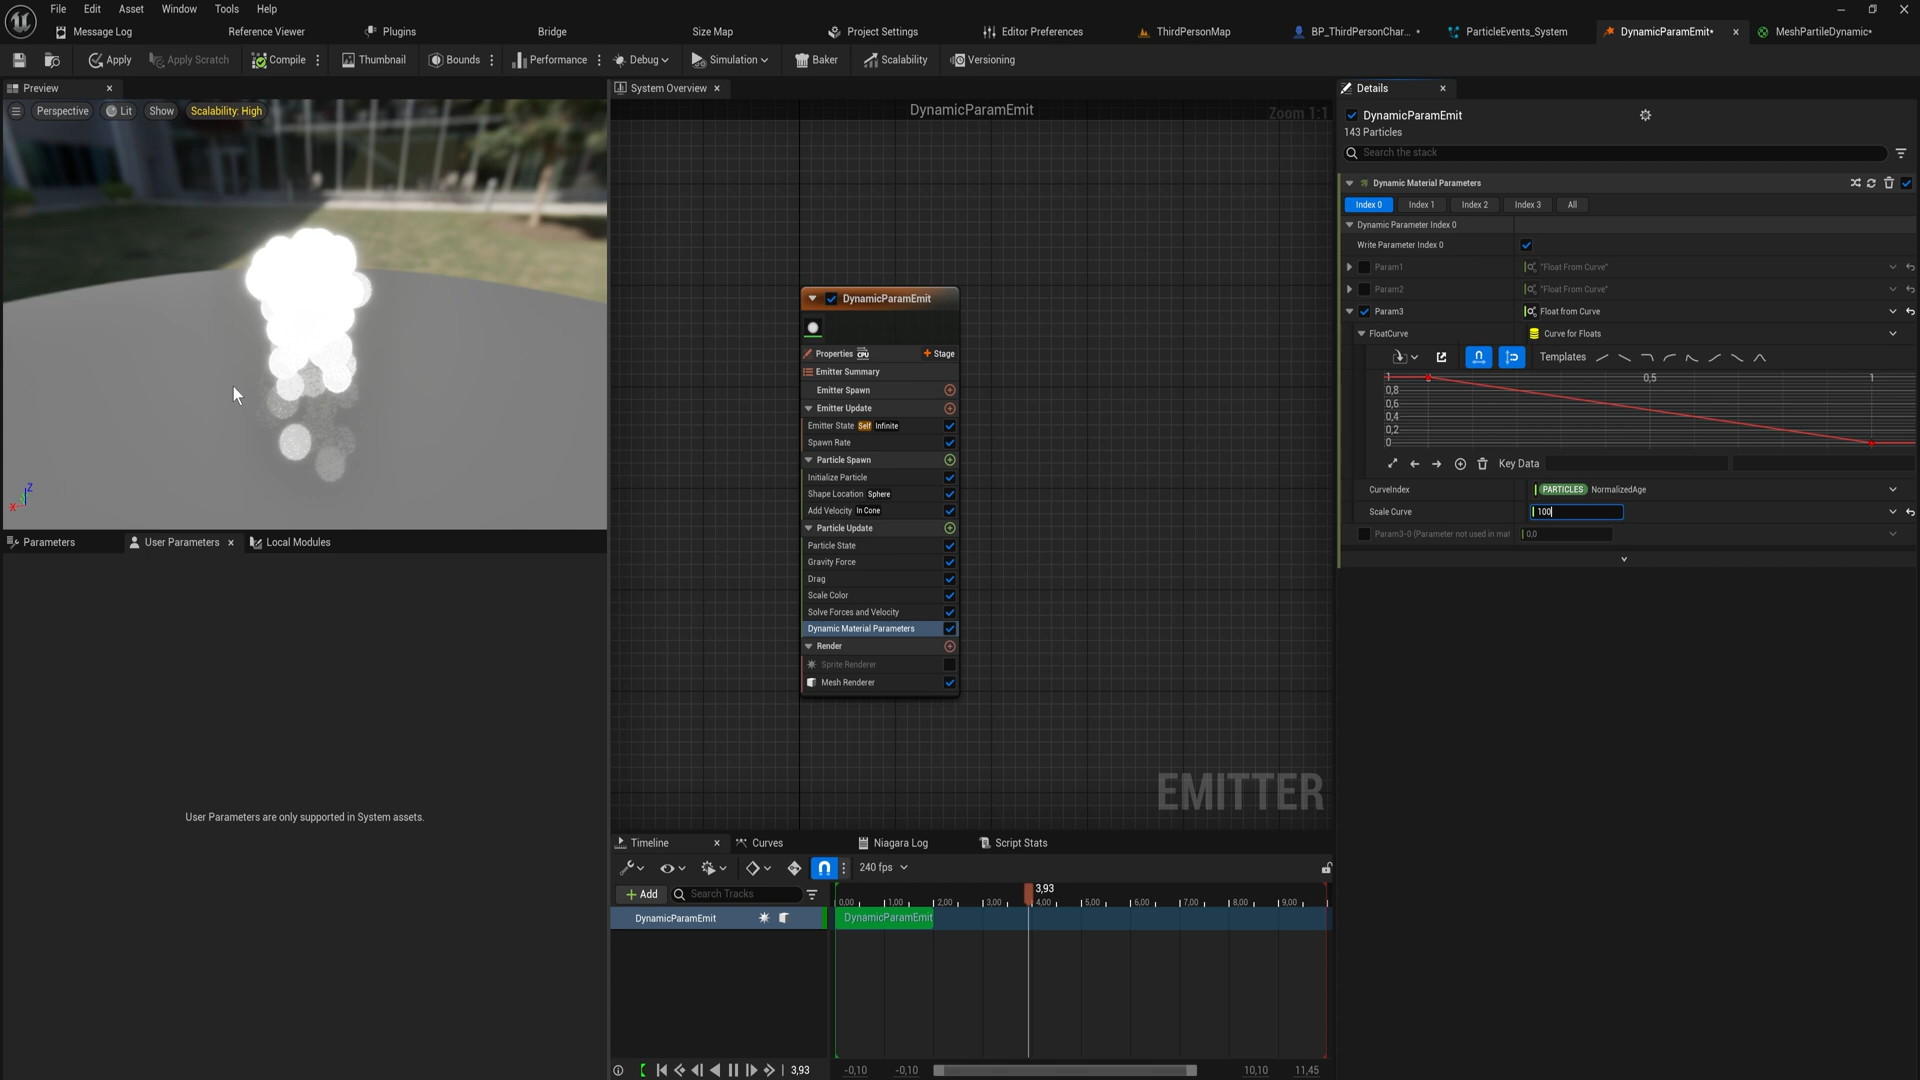 File Edit Asset Window Tools Help
Message Log Reference Viewer Plugins Bridge Size Map Project Settings Editor Preferences ThirdPersonMap BP_ThirdPersonChar... * ParticleEvents_System DynamicParamEmit* MeshPartileDynamic*
Apply Apply Scratch Compile Thumbnail Bounds Performance Debug Simulation Baker Scalability Versioning
Preview
Perspective Lit Show Scalability: High
Z
X
Parameters User Parameters Local Modules
User Parameters are only supported in System assets.
System Overview
DynamicParamEmit
Zoom 1:1
DynamicParamEmit
Properties CPU + Stage
Emitter Summary
Emitter Spawn
Emitter Update
Emitter State Self Infinite
Spawn Rate
Particle Spawn
Initialize Particle
Shape Location Sphere
Add Velocity In Cone
Particle Update
Particle State
Gravity Force
Drag
Scale Color
Solve Forces and Velocity
Dynamic Material Parameters
Render
Sprite Renderer
Mesh Renderer
EMITTER
Timeline Curves Niagara Log Script Stats
240 fps
+ Add Search Tracks
3,93
0,00 1,00 2,00 3,00 4,00 5,00 6,00 7,00 8,00 9,00
DynamicParamEmit DynamicParamEmit
3,93 -0,10 -0,10 10,10 11,45
Details
DynamicParamEmit
143 Particles
Search the stack
Dynamic Material Parameters
Index 0 Index 1 Index 2 Index 3 All
Dynamic Parameter Index 0
Write Parameter Index 0
Param1 "Float From Curve"
Param2 "Float From Curve"
Param3 Float from Curve
FloatCurve Curve for Floats
Templates
1 0,5 1
0,8
0,6
0,4
0,2
0
Key Data
CurveIndex PARTICLES NormalizedAge
Scale Curve 100
Param3-0 (Parameter not used in mat 0,0